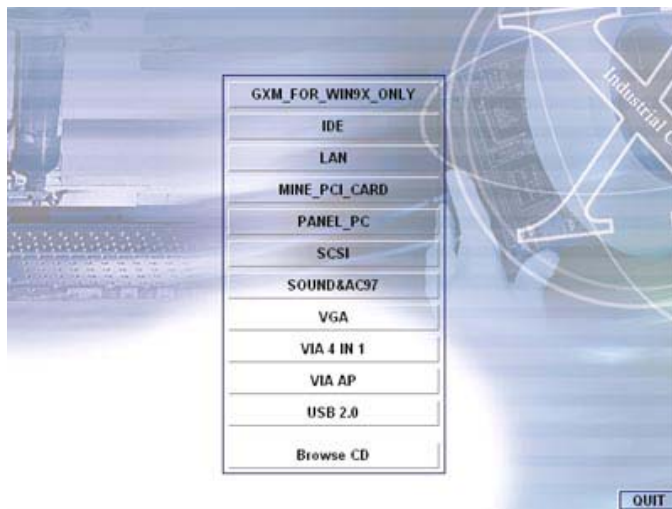 GXM_FOR_WIN9X_ONLY
IDE
LAN
MINE_PCI_CARD
PANEL_PC
SCSI
SOUND&AC97
VGA
VIA 4 IN 1
VIA AP
USB 2.0
Browse CD
QUIT
X
Industrial